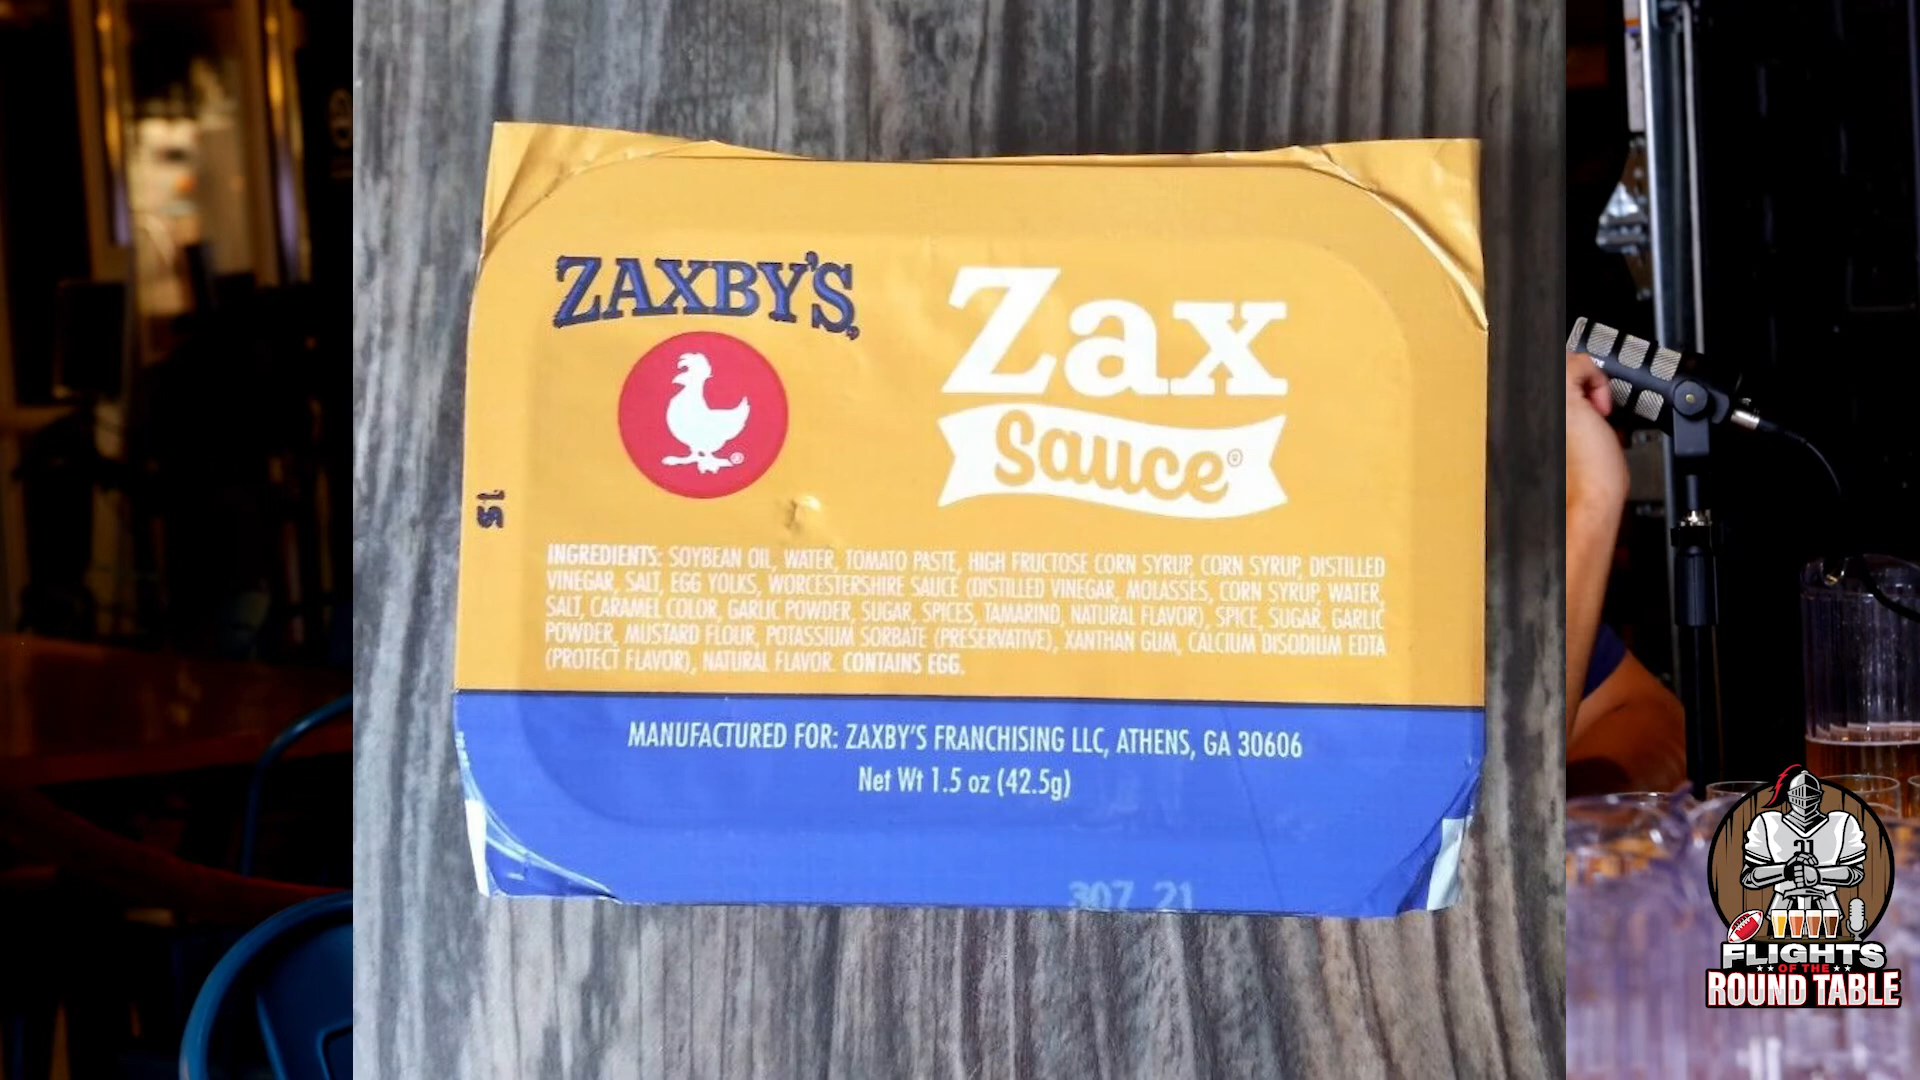 ZAXBY'S
Zax
Sauce®
15
INGREDIENTS: SOYBEAN OIL, WATER, TOMATO PASTE, HIGH FRUCTOSE CORN SYRUP, CORN SYRUP, DISTILLED
VINEGAR, SALT, EGG YOLKS, WORCESTERSHIRE SAUCE (DISTILLED VINEGAR, MOLASSES, CORN SYRUP, WATER,
SALT, CARAMEL COLOR, GARLIC POWDER, SUGAR, SPICES, TAMARIND, NATURAL FLAVOR), SPICE, SUGAR, GARLIC
POWDER, MUSTARD FLOUR, POTASSIUM SORBATE (PRESERVATIVE), XANTHAN GUM, CALCIUM DISODIUM EDTA
(PROTECT FLAVOR), NATURAL FLAVOR. CONTAINS EGG.
MANUFACTURED FOR: ZAXBY'S FRANCHISING LLC, ATHENS, GA 30606
Net Wt 1.5 oz (42.5g)
307 21
FLIGHTS
OF THE
ROUND TABLE